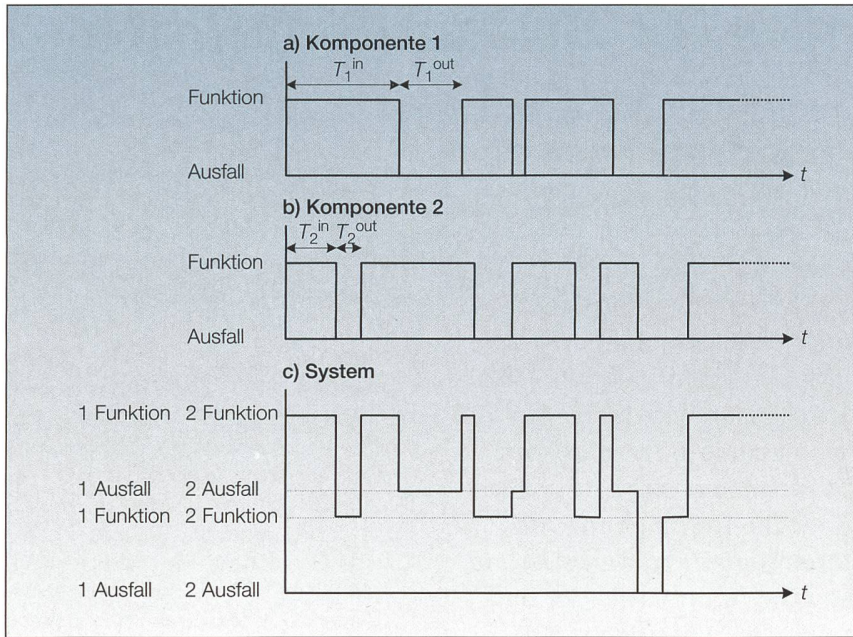 a) Komponente 1
T₁ⁱⁿ T₁ᵒᵘᵗ
Funktion
Ausfall
t
b) Komponente 2
T₂ⁱⁿ T₂ᵒᵘᵗ
Funktion
Ausfall
t
c) System
1 Funktion 2 Funktion
1 Ausfall 2 Ausfall
1 Funktion 2 Funktion
1 Ausfall 2 Ausfall
t